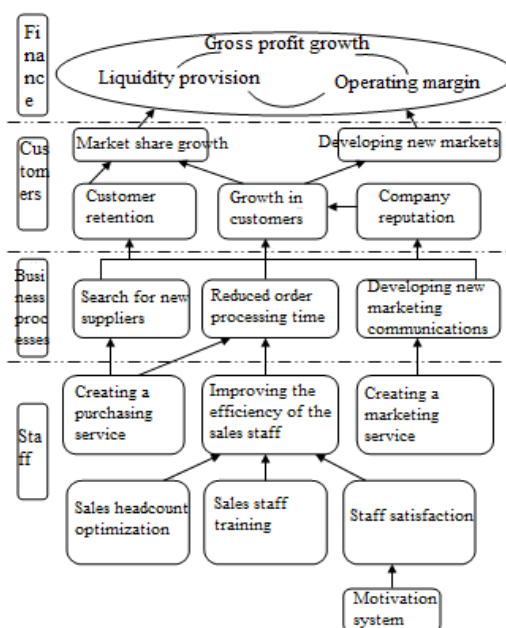 Fi
na
nc
e
Gross profit growth
Liquidity provision
Operating margin
Cus
tom
ers
Market share growth
Developing new markets
Customer
retention
Growth in
customers
Company
reputation
Busi
ness
proc
esses
Search for new
suppliers
Reduced order
processing time
Developing new
marketing
communications
Sta
ff
Creating a
purchasing
service
Improving the
efficiency of the
sales staff
Creating a
marketing
service
Sales headcount
optimization
Sales staff
training
Staff satisfaction
Motivation
system